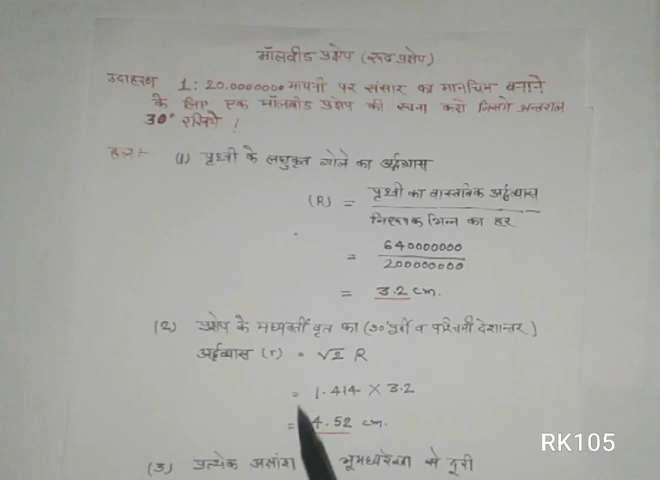 मॉलवीड प्रक्षेप (रूढ़ प्रक्षेप)
उदाहरण 1: 20,0000000 मापनी पर संसार का मानचित्र बनाने
के लिए एक मॉलवीड प्रक्षेप की रचना करो जिसमे अन्तराल
30° रखिये !
हल :- (1) पृथ्वी के लघुकृत गोले का अर्द्धव्यास
(R) = पृथ्वी का वास्तविक अर्द्धव्यास
निरूपक भिन्न का हर
= 640000000
200000000
= 3.2 cm.
(2) प्रक्षेप के मध्यवर्ती वृत का (90° पूर्वी व पश्चिमी देशान्तर)
अर्द्धव्यास (r) = √2 R
= 1.414 X 3.2
= 4.52 cm.
RK105
(3) प्रत्येक अक्षांश भूमध्यरेखा से दूरी